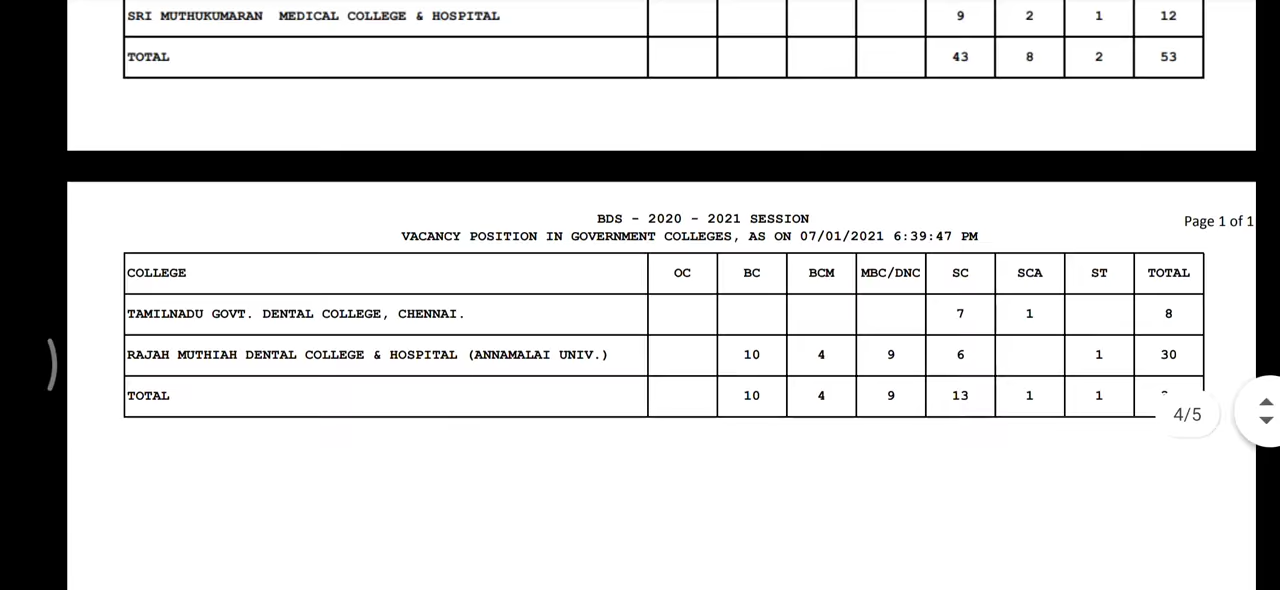 SRI MUTHUKUMARAN MEDICAL COLLEGE & HOSPITAL 9 2 1 12
TOTAL 43 8 2 53
BDS - 2020 - 2021 SESSION
Page 1 of 1
VACANCY POSITION IN GOVERNMENT COLLEGES, AS ON 07/01/2021 6:39:47 PM
COLLEGE OC BC BCM MBC/DNC SC SCA ST TOTAL
TAMILNADU GOVT. DENTAL COLLEGE, CHENNAI. 7 1 8
RAJAH MUTHIAH DENTAL COLLEGE & HOSPITAL (ANNAMALAI UNIV.) 10 4 9 6 1 30
TOTAL 10 4 9 13 1 1
4/5